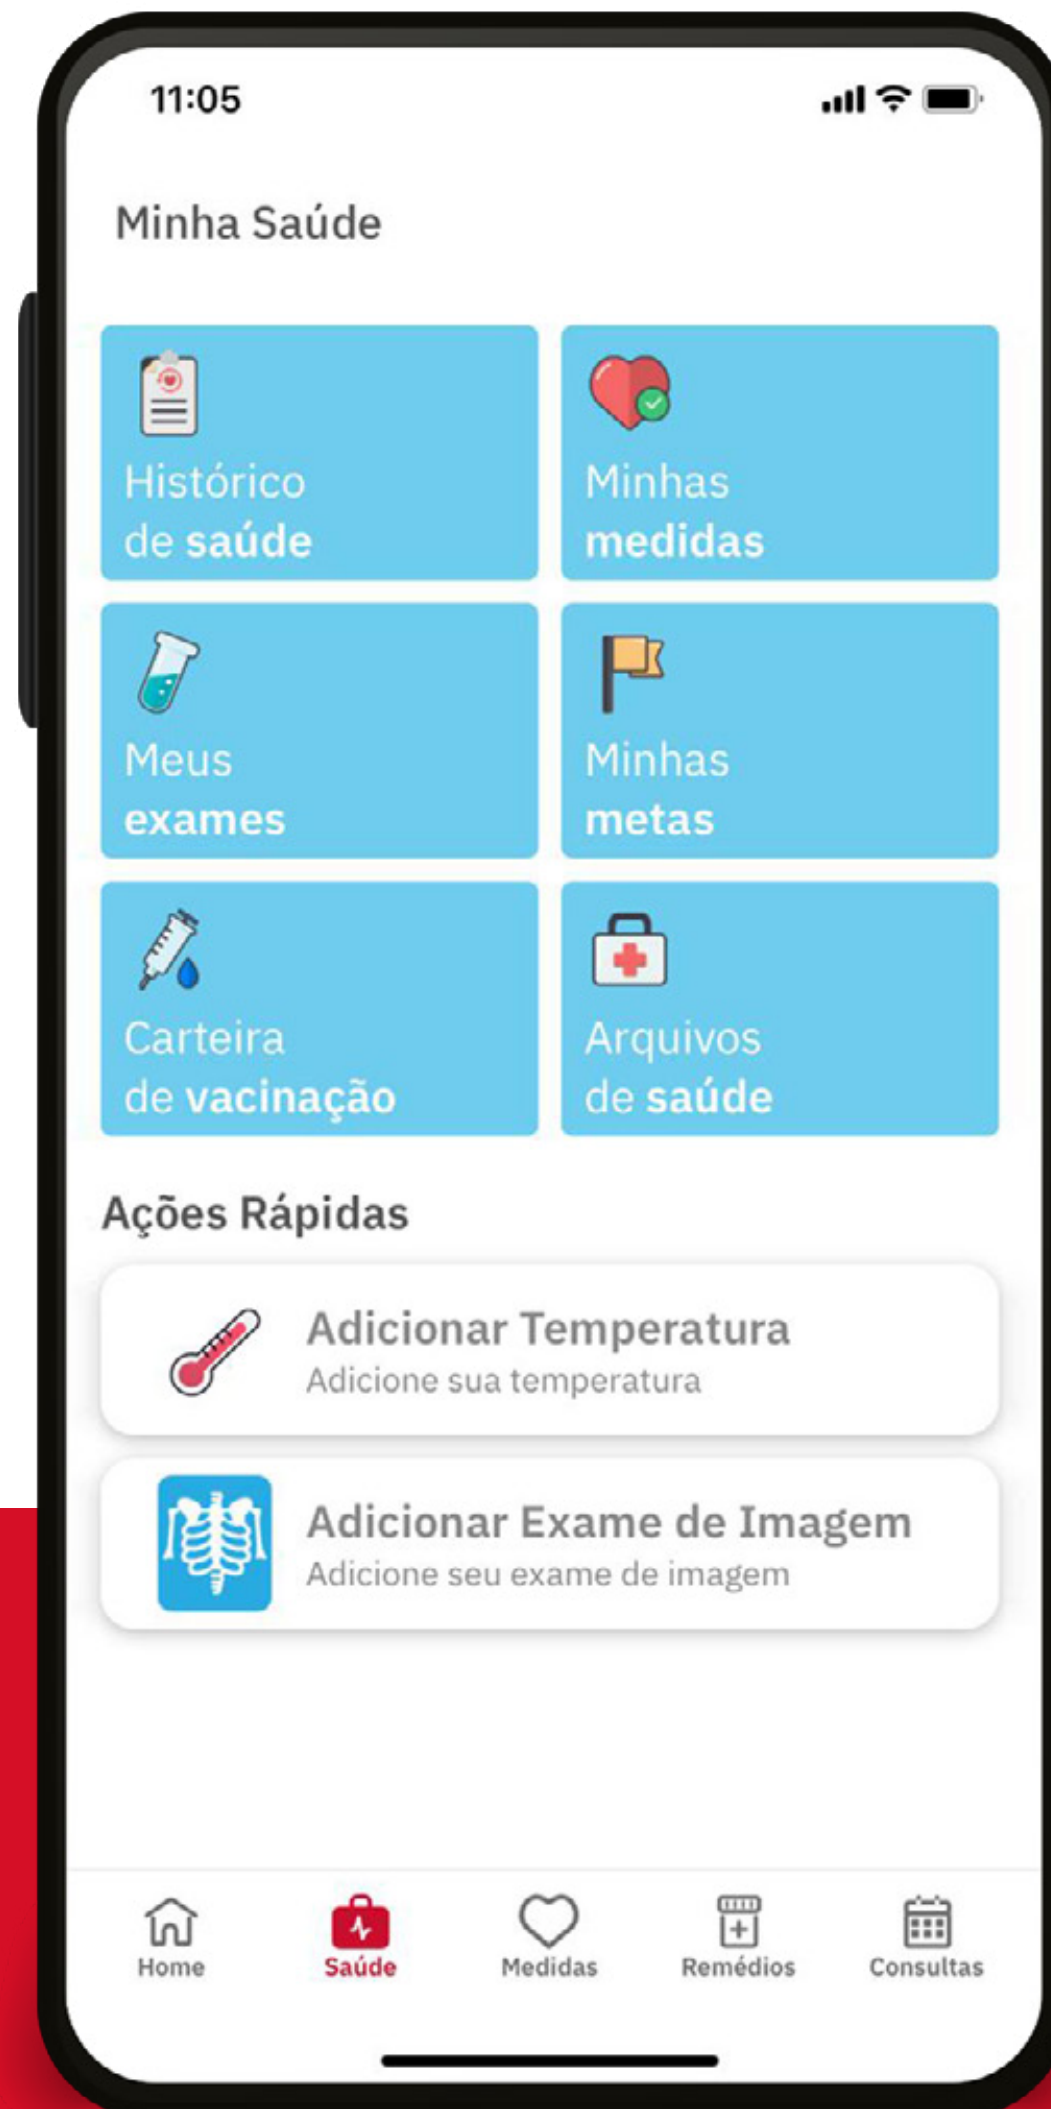 11:05
Minha Saúde
Histórico
de saúde
Minhas
medidas
Meus
exames
Minhas
metas
Carteira
de vacinação
Arquivos
de saúde
Ações Rápidas
Adicionar Temperatura
Adicione sua temperatura
Adicionar Exame de Imagem
Adicione seu exame de imagem
Home
Saúde
Medidas
Remédios
Consultas